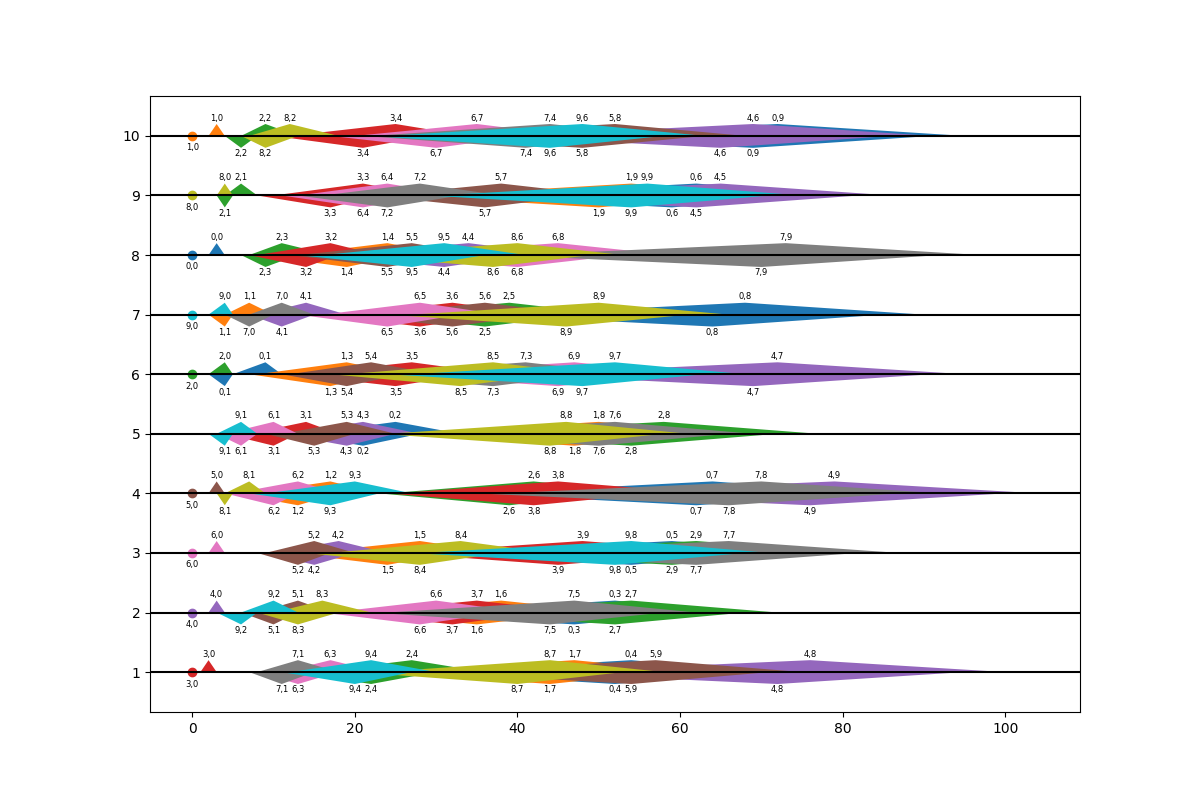 1,0 2,2 8,2 3,4 6,7 7,4 9,6 5,8 4,6 0,9
10
1,0 2,2 8,2 3,4 6,7 7,4 9,6 5,8 4,6 0,9
8,0 2,1 3,3 6,4 7,2 5,7 1,9 9,9 0,6 4,5
9
8,0 2,1 3,3 6,4 7,2 5,7 1,9 9,9 0,6 4,5
0,0 2,3 3,2 1,4 5,5 9,5 4,4 8,6 6,8 7,9
8
0,0 2,3 3,2 1,4 5,5 9,5 4,4 8,6 6,8 7,9
9,0 1,1 7,0 4,1 6,5 3,6 5,6 2,5 8,9 0,8
7
9,0 1,1 7,0 4,1 6,5 3,6 5,6 2,5 8,9 0,8
2,0 0,1 1,3 5,4 3,5 8,5 7,3 6,9 9,7 4,7
6
2,0 0,1 1,3 5,4 3,5 8,5 7,3 6,9 9,7 4,7
9,1 6,1 3,1 5,3 4,3 0,2 8,8 1,8 7,6 2,8
5
9,1 6,1 3,1 5,3 4,3 0,2 8,8 1,8 7,6 2,8
5,0 8,1 6,2 1,2 9,3 2,6 3,8 0,7 7,8 4,9
4
5,0 8,1 6,2 1,2 9,3 2,6 3,8 0,7 7,8 4,9
6,0 5,2 4,2 1,5 8,4 3,9 9,8 0,5 2,9 7,7
3
6,0 5,2 4,2 1,5 8,4 3,9 9,8 0,5 2,9 7,7
4,0 9,2 5,1 8,3 6,6 3,7 1,6 7,5 0,3 2,7
2
4,0 9,2 5,1 8,3 6,6 3,7 1,6 7,5 0,3 2,7
3,0 7,1 6,3 9,4 2,4 8,7 1,7 0,4 5,9 4,8
1
3,0 7,1 6,3 9,4 2,4 8,7 1,7 0,4 5,9 4,8
0 20 40 60 80 100